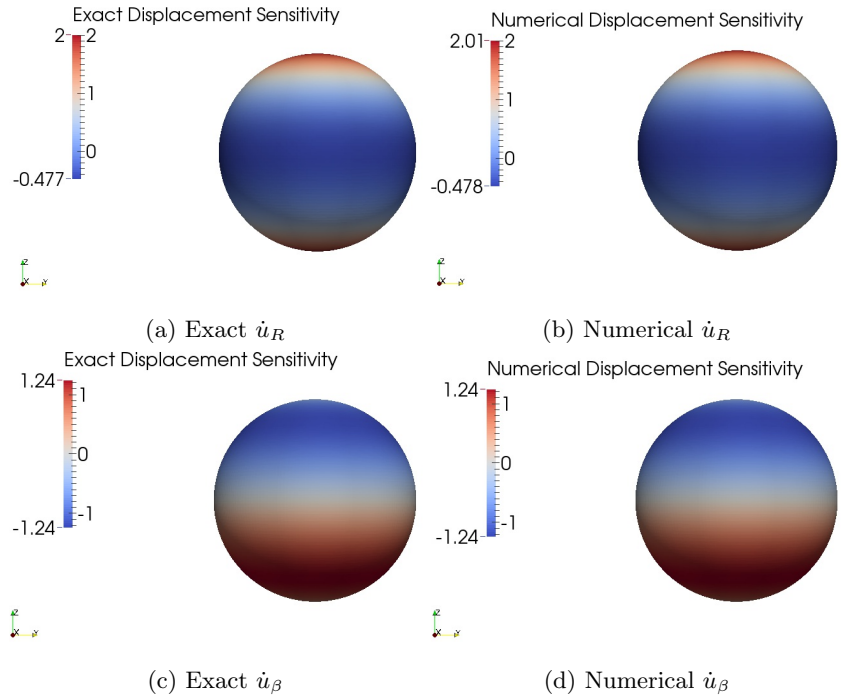 Exact Displacement Sensitivity
2 2
1
0
-0.477
Z
X Y
(a) Exact u̇_R
Numerical Displacement Sensitivity
2.01 2
1
0
-0.478
Z
X Y
(b) Numerical u̇_R
Exact Displacement Sensitivity
1.24
1
0
-1
-1.24
Z
X Y
(c) Exact u̇_β
Numerical Displacement Sensitivity
1.24
1
0
-1
-1.24
Z
X Y
(d) Numerical u̇_β